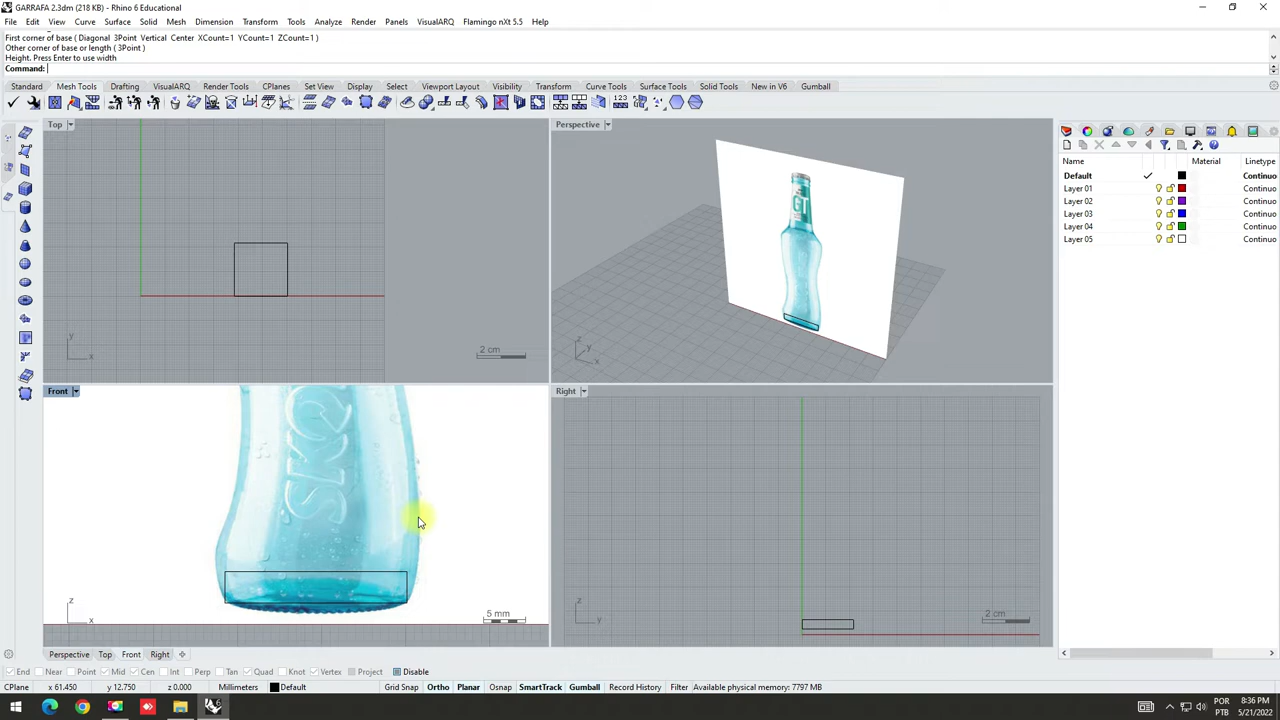 GARRAFA 2.3dm (218 KB) - Rhino 6 Educational
File Edit View Curve Surface Solid Mesh Dimension Transform Tools Analyze Render Panels VisualARQ Flamingo nXt 5.5 Help
First corner of base ( Diagonal 3Point Vertical Center XCount=1 YCount=1 ZCount=1 )
Other corner of base or length ( 3Point )
Height. Press Enter to use width
Command:
Standard Mesh Tools Drafting VisualARQ Render Tools CPlanes Set View Display Select Viewport Layout Visibility Transform Curve Tools Surface Tools Solid Tools New in V6 Gumball
Top
Perspective
Name Material Linetype
Default Continuo
Layer 01 Continuo
Layer 02 Continuo
Layer 03 Continuo
Layer 04 Continuo
Layer 05 Continuo
GT
y
x
2 cm
z
y
x
Front
Right
SKO
z
x
5 mm
z
y
2 cm
Perspective Top Front Right
End Near Point Mid Cen Int Perp Tan Quad Knot Vertex Project Disable
CPlane x 61.450 y 12.750 z 0.000 Millimeters Default Grid Snap Ortho Planar Osnap SmartTrack Gumball Record History Filter Available physical memory: 7797 MB
POR
PTB
8:36 PM
5/21/2022